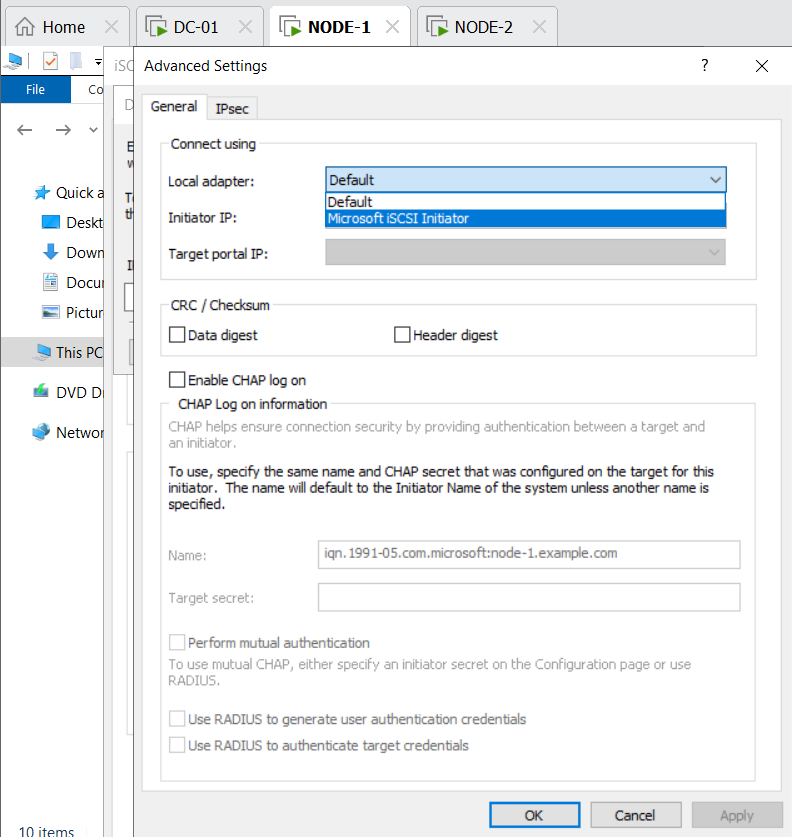 Home
DC-01
NODE-1
NODE-2
iSC
Advanced Settings
?
File
Co
General
IPsec
Quick a
Deskt
Down
Docu
Pictur
This PC
DVD D
Networ
10 items
Connect using
Local adapter:
Default
Default
Microsoft iSCSI Initiator
Initiator IP:
Target portal IP:
CRC / Checksum
Data digest
Header digest
Enable CHAP log on
CHAP Log on information
CHAP helps ensure connection security by providing authentication between a target and
an initiator.
To use, specify the same name and CHAP secret that was configured on the target for this
initiator. The name will default to the Initiator Name of the system unless another name is
specified.
Name:
iqn.1991-05.com.microsoft:node-1.example.com
Target secret:
Perform mutual authentication
To use mutual CHAP, either specify an initiator secret on the Configuration page or use
RADIUS.
Use RADIUS to generate user authentication credentials
Use RADIUS to authenticate target credentials
OK
Cancel
Apply